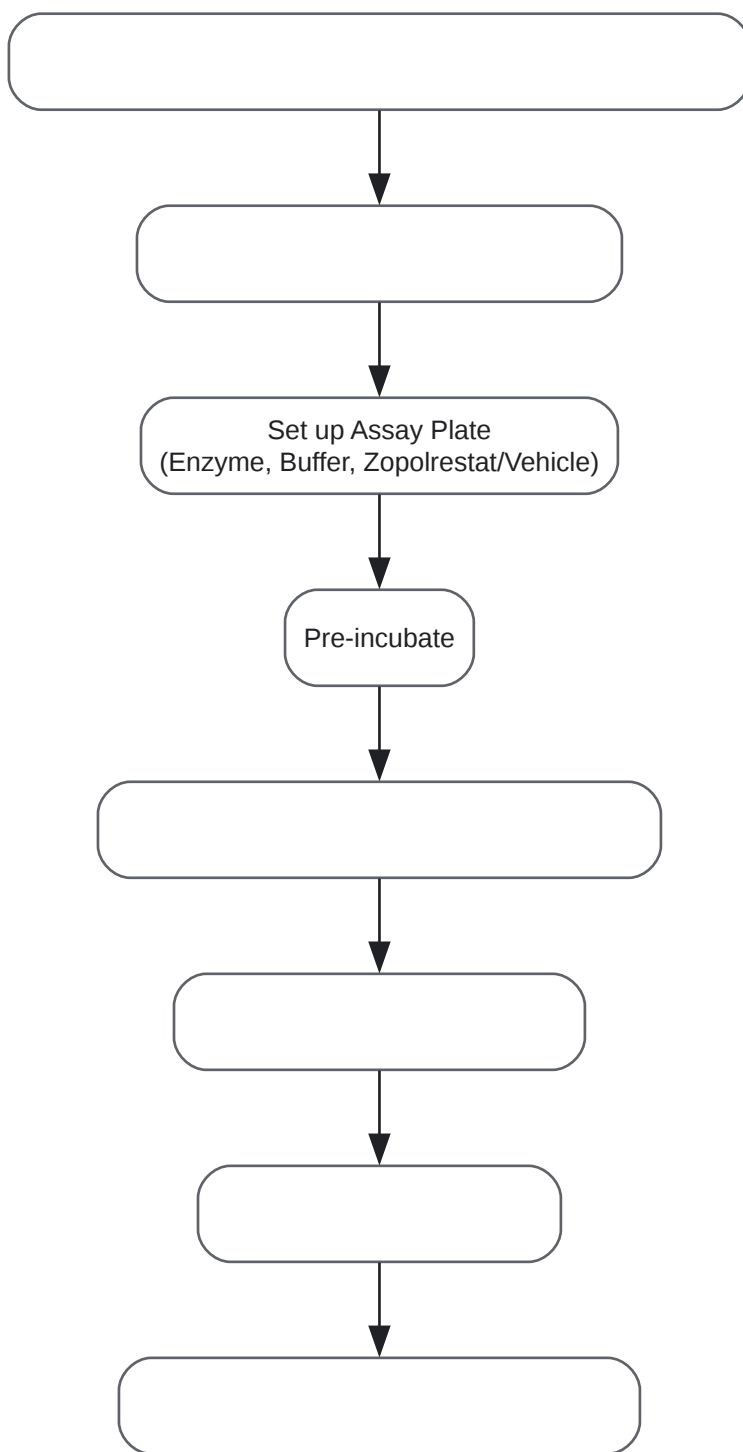 Set up Assay Plate
(Enzyme, Buffer, Zopolrestat/Vehicle)
Pre-incubate